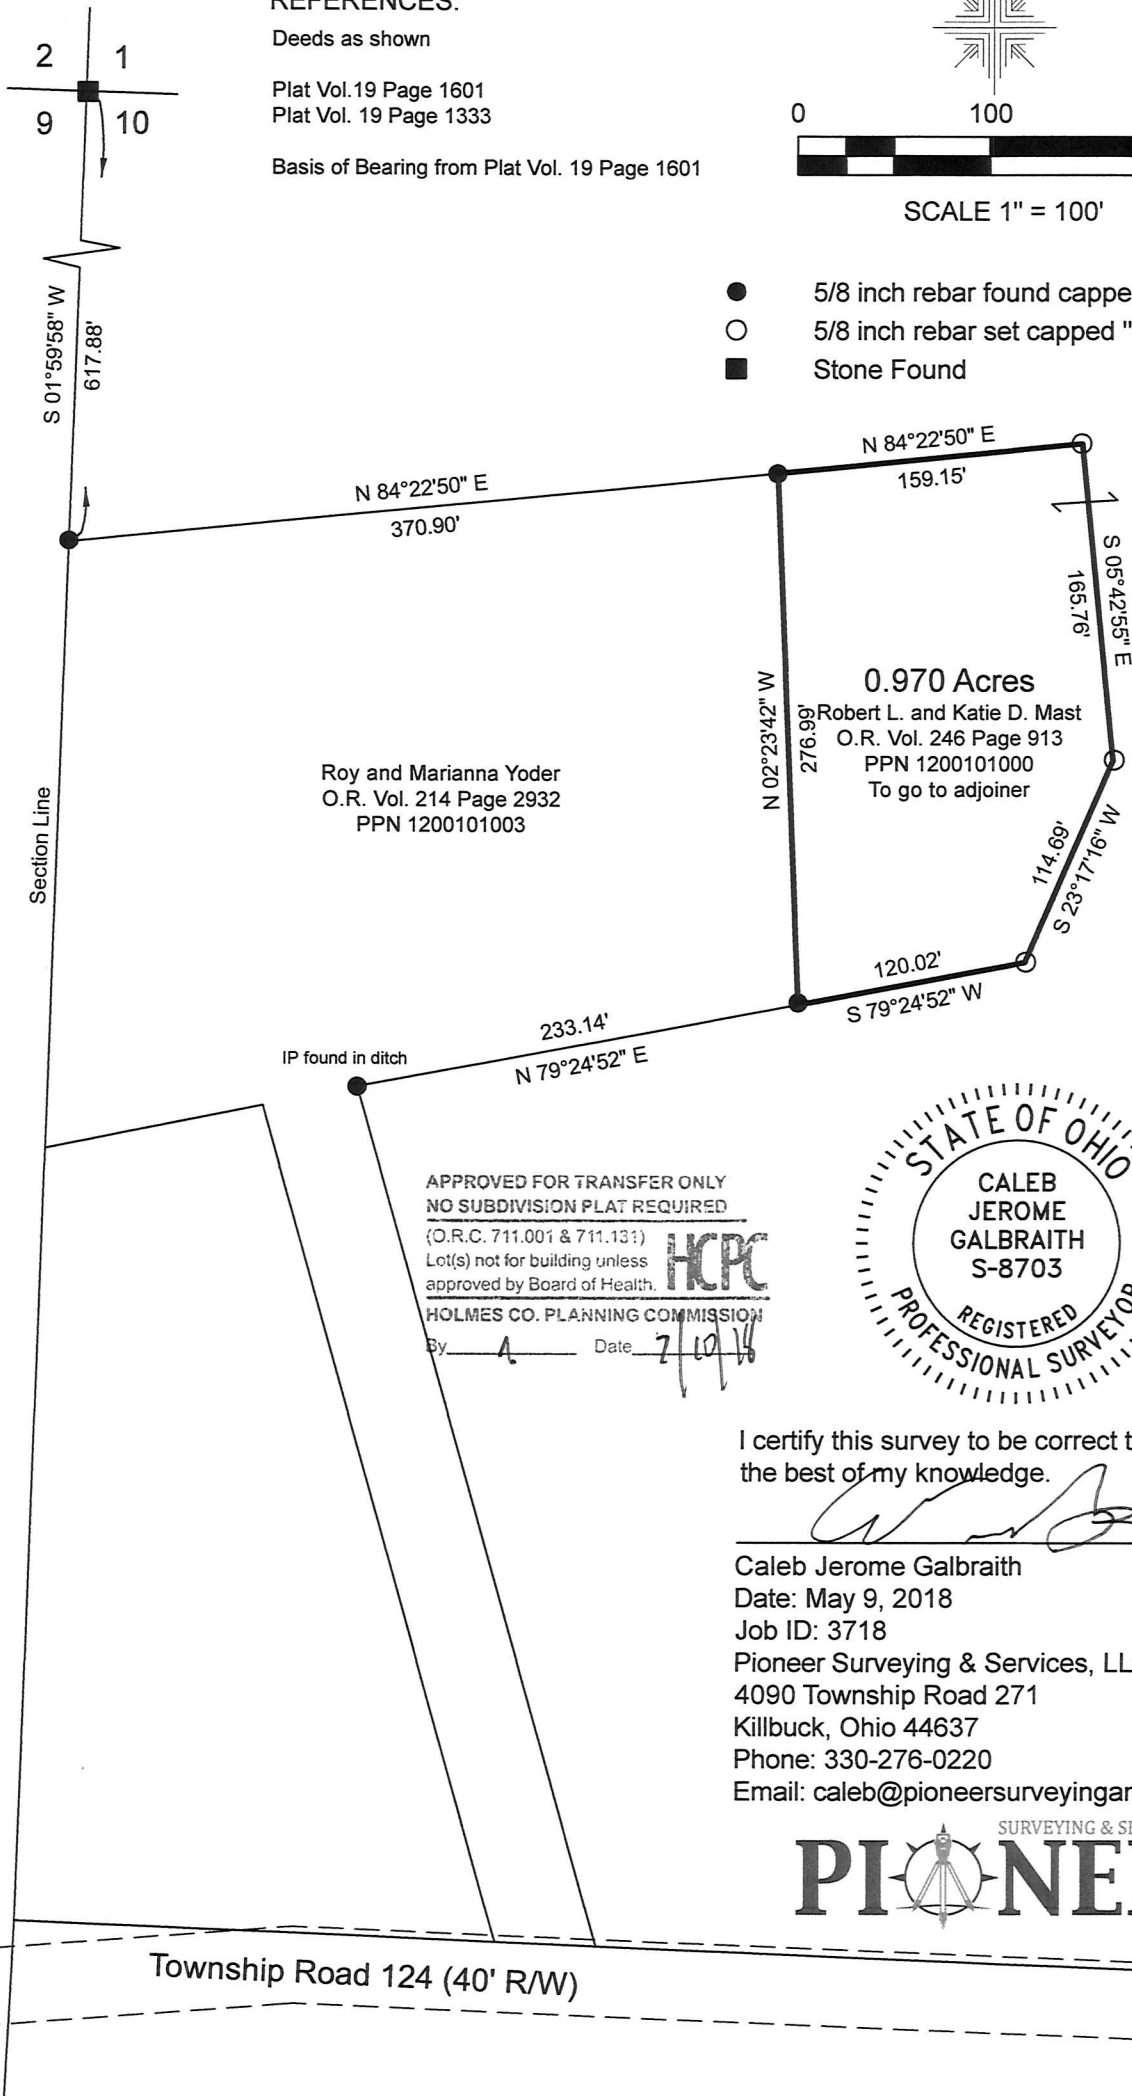 REFERENCES:
Deeds as shown
Plat Vol.19 Page 1601
Plat Vol. 19 Page 1333
Basis of Bearing from Plat Vol. 19 Page 1601
2 1
9 10
0 100
SCALE 1" = 100'
5/8 inch rebar found cappe
5/8 inch rebar set capped "
Stone Found
S 01°59'58" W
617.88'
N 84°22'50" E
370.90'
N 84°22'50" E
159.15'
S 05°42'55" E
165.76'
N 02°23'42" W
276.99'
0.970 Acres
Robert L. and Katie D. Mast
O.R. Vol. 246 Page 913
PPN 1200101000
To go to adjoiner
Roy and Marianna Yoder
O.R. Vol. 214 Page 2932
PPN 1200101003
Section Line
114.69'
S 23°17'16" W
120.02'
S 79°24'52" W
233.14'
N 79°24'52" E
IP found in ditch
APPROVED FOR TRANSFER ONLY
NO SUBDIVISION PLAT REQUIRED
(O.R.C. 711.001 & 711.131)
Lot(s) not for building unless
approved by Board of Health.
HCPC
HOLMES CO. PLANNING COMMISSION
By Date
STATE OF OHIO
CALEB
JEROME
GALBRAITH
S-8703
REGISTERED
PROFESSIONAL SURVEYOR
I certify this survey to be correct t
the best of my knowledge.
Caleb Jerome Galbraith
Date: May 9, 2018
Job ID: 3718
Pioneer Surveying & Services, LL
4090 Township Road 271
Killbuck, Ohio 44637
Phone: 330-276-0220
Email: caleb@pioneersurveyingar
SURVEYING & SE
PIONEE
Township Road 124 (40' R/W)